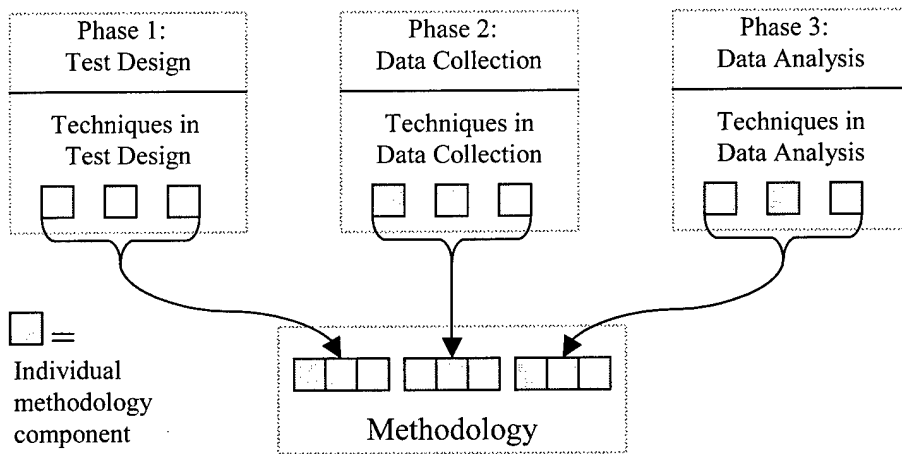 Phase 1:
Test Design
Techniques in
Test Design
Phase 2:
Data Collection
Techniques in
Data Collection
Phase 3:
Data Analysis
Techniques in
Data Analysis
=
Individual
methodology
component
Methodology